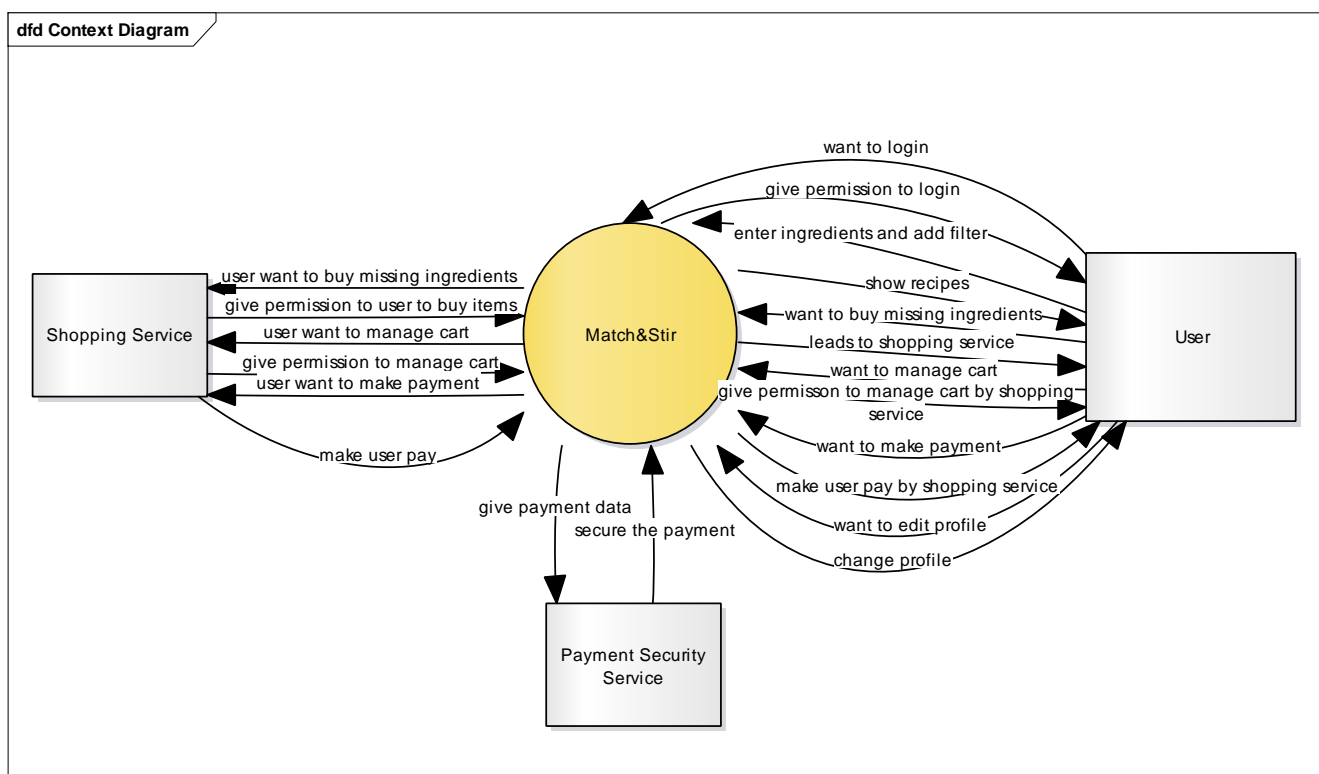 dfd Context Diagram
want to login
give permission to login
enter ingredients and add filter
show recipes
want to buy missing ingredients
leads to shopping service
want to manage cart
give permisson to manage cart by shopping
service
want to make payment
make user pay by shopping service
want to edit profile
change profile
user want to buy missing ingredients
give permission to user to buy items
user want to manage cart
give permission to manage cart
user want to make payment
make user pay
Shopping Service
Match&Stir
User
give payment data
secure the payment
Payment Security
Service